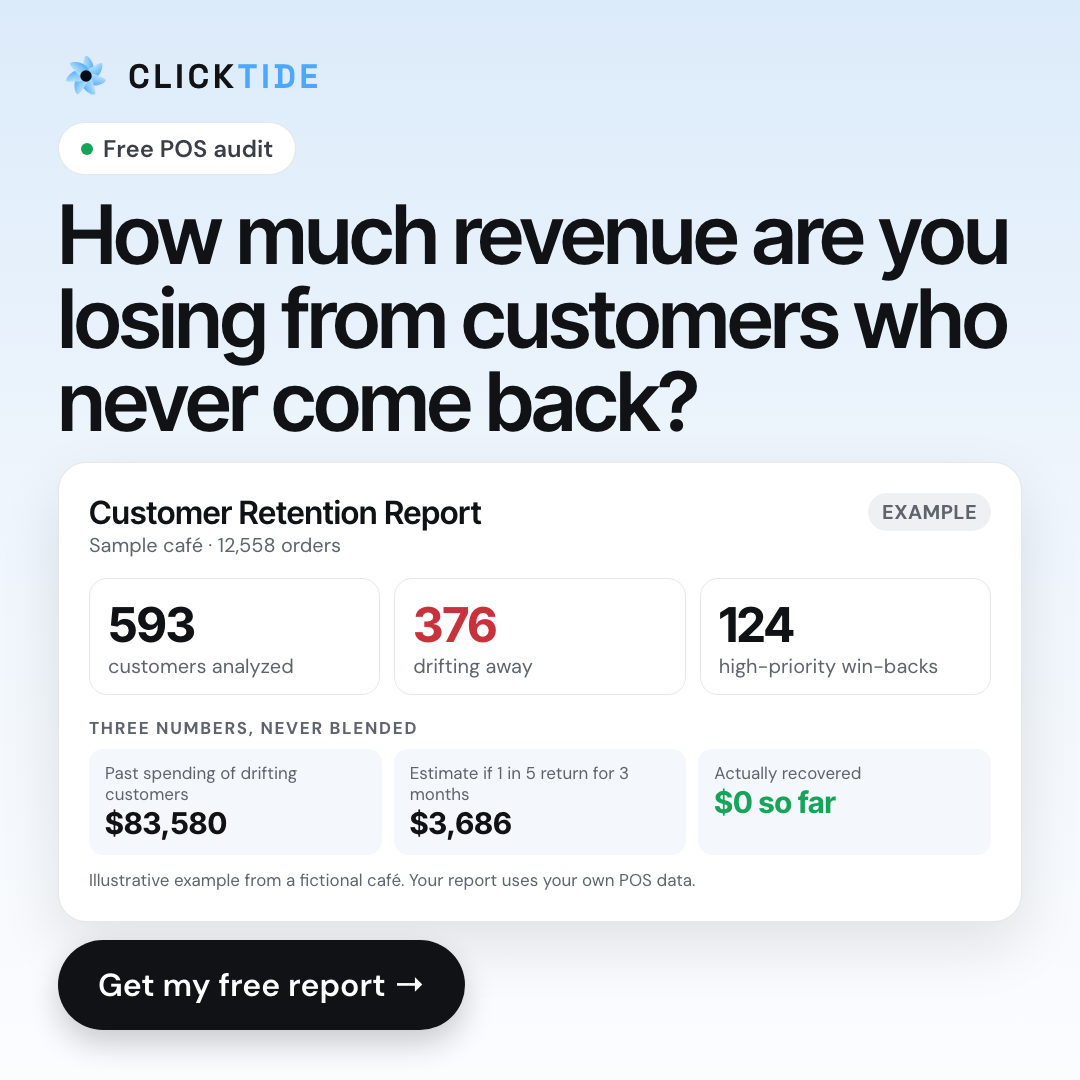 CLICKTIDE
Free POS audit
How much revenue are you
losing from customers who
never come back?
Customer Retention Report
EXAMPLE
Sample café · 12,558 orders
593
customers analyzed
376
drifting away
124
high-priority win-backs
THREE NUMBERS, NEVER BLENDED
Past spending of drifting
customers
$83,580
Estimate if 1 in 5 return for 3
months
$3,686
Actually recovered
$0 so far
Illustrative example from a fictional café. Your report uses your own POS data.
Get my free report →